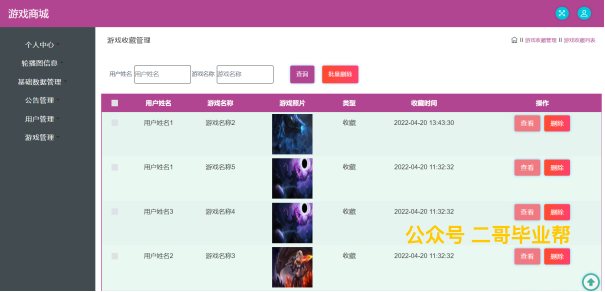 游戏商城
个人中心
轮播图信息
基础数据管理
公告管理
用户管理
游戏管理
游戏收藏管理
游戏收藏管理 游戏收藏列表
用户姓名 用户姓名 游戏名称 游戏名称 查询 批量删除
用户姓名 游戏名称 游戏照片 类型 收藏时间 操作
用户姓名1 游戏名称2 收藏 2022-04-20 13:43:30 查看 删除
用户姓名1 游戏名称5 收藏 2022-04-20 11:32:32 查看 删除
用户姓名3 游戏名称4 收藏 2022-04-20 11:32:32 查看 删除
公众号 二哥毕业帮
用户姓名2 游戏名称3 收藏 2022-04-20 11:32:32 查看 删除